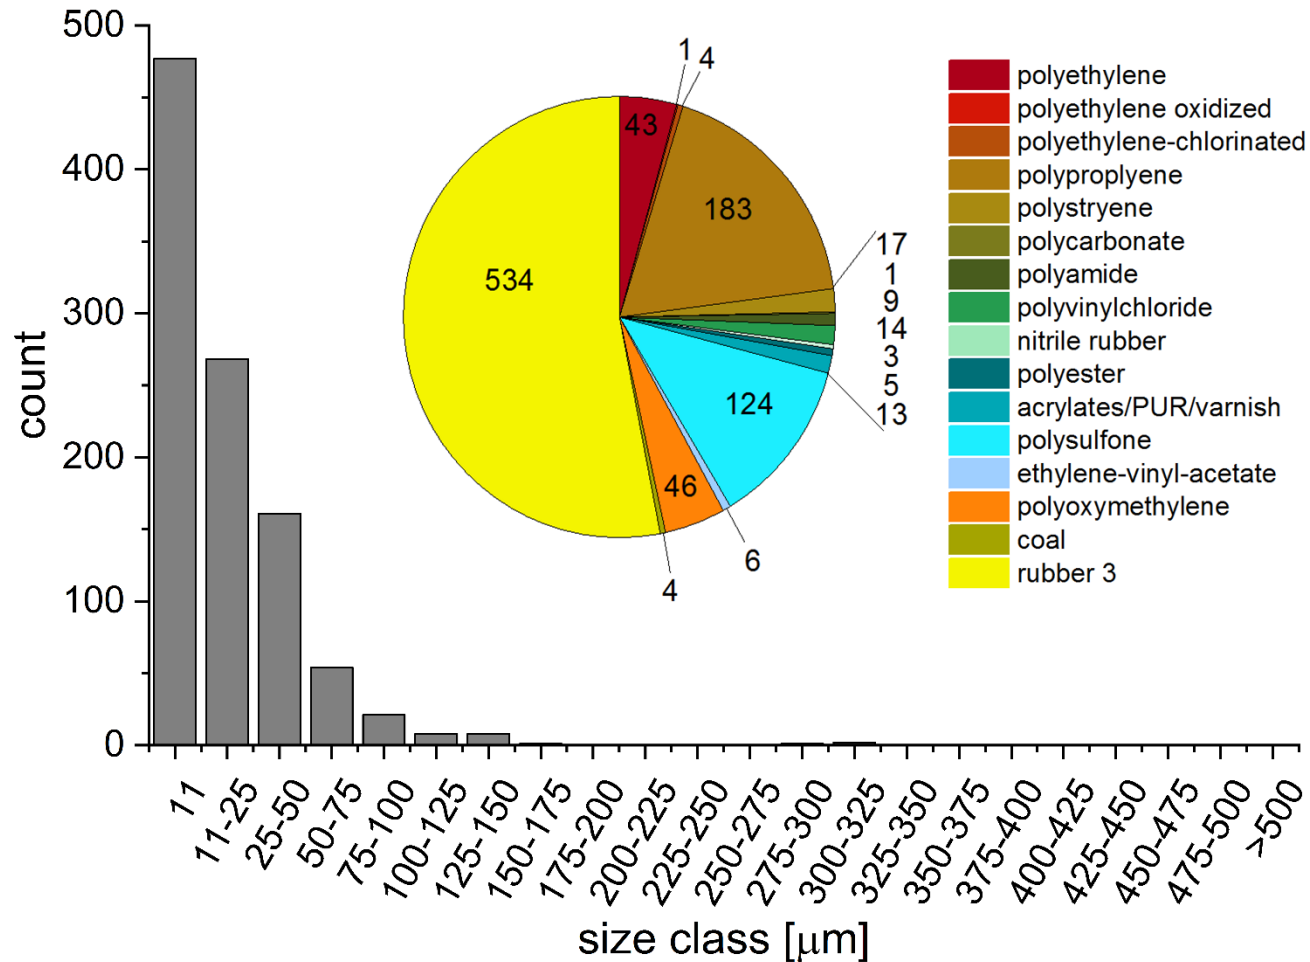 500
400
300
200
100
0
count
1
4
43
183
17
1
9
14
3
5
13
124
6
46
4
534
polyethylene
polyethylene oxidized
polyethylene-chlorinated
polyproplyene
polystryene
polycarbonate
polyamide
polyvinylchloride
nitrile rubber
polyester
acrylates/PUR/varnish
polysulfone
ethylene-vinyl-acetate
polyoxymethylene
coal
rubber 3
11
11-25
25-50
50-75
75-100
100-125
125-150
150-175
175-200
200-225
225-250
250-275
275-300
300-325
325-350
350-375
375-400
400-425
425-450
450-475
475-500
>500
size class [μm]